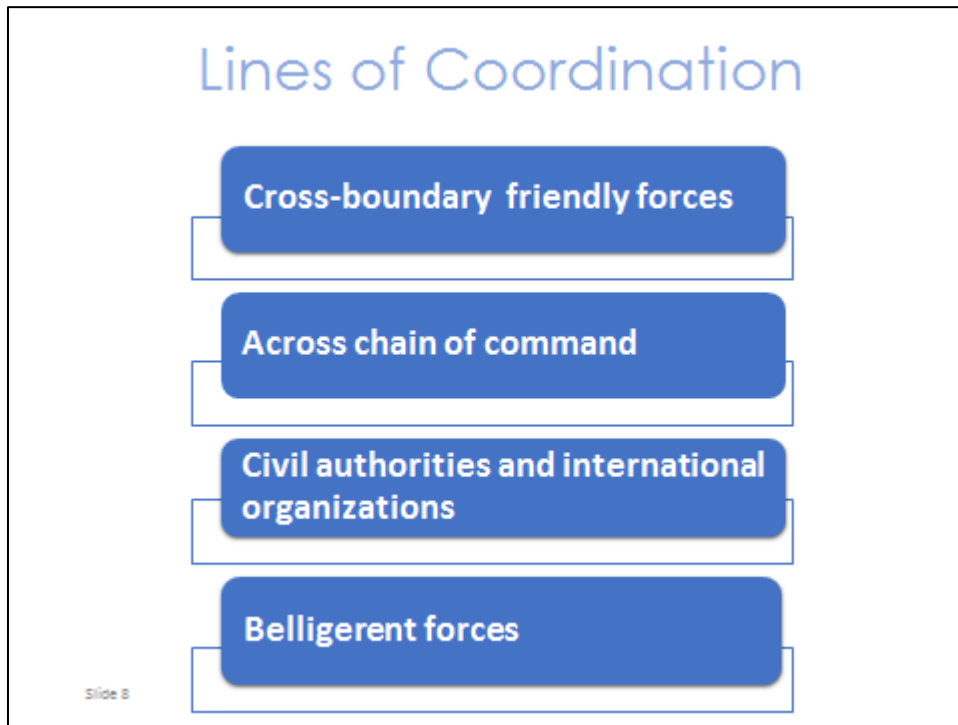 Lines of Coordination
Cross-boundary friendly forces
Across chain of command
Civil authorities and international
organizations
Belligerent forces
Slide 8